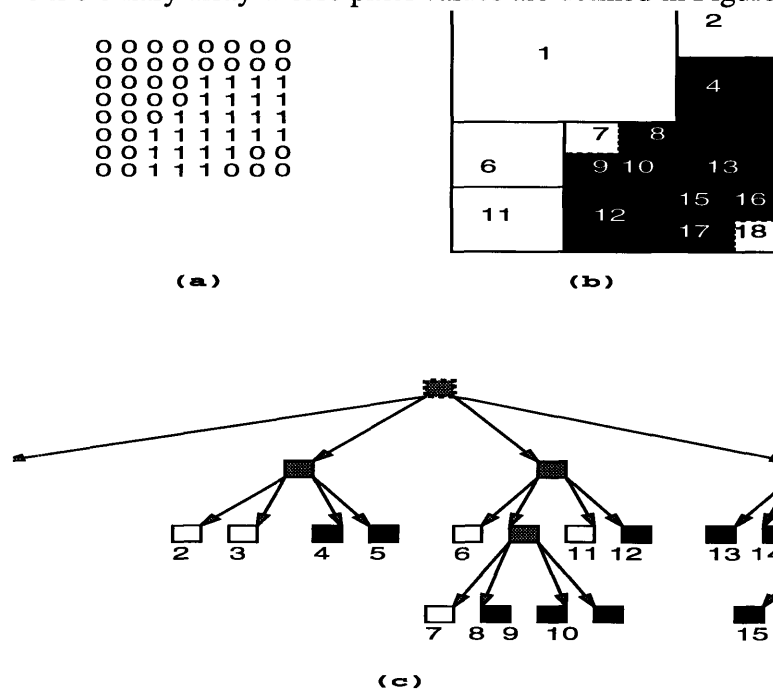 0 0 0 0 0 0 0 0
0 0 0 0 0 0 0 0
0 0 0 0 1 1 1 1
0 0 0 0 1 1 1 1
0 0 0 1 1 1 1 1
0 0 1 1 1 1 1 1
0 0 1 1 1 1 0 0
0 0 1 1 1 0 0 0
(a)
2
1
4
7 8
6 9 10 13
15 16
11 12
17 18
(b)
2 3 4 5 6 11 12 13 14
7 8 9 10 15
(c)